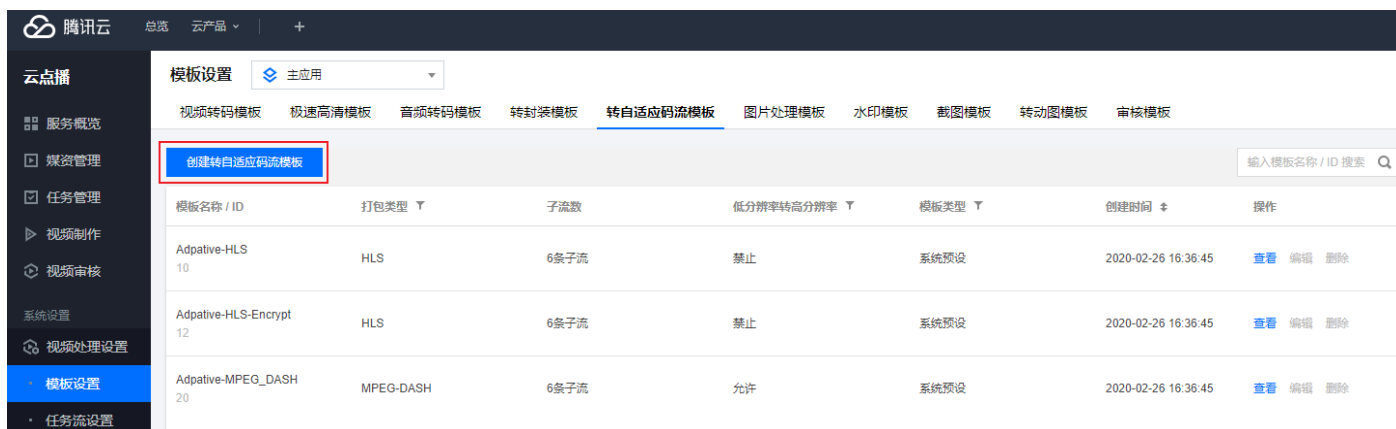 腾讯云 总览 云产品 +
云点播
服务概览
媒资管理
任务管理
视频制作
视频审核
系统设置
视频处理设置
模板设置
任务流设置
模板设置 主应用
视频转码模板 极速高清模板 音频转码模板 转封装模板 转自适应码流模板 图片处理模板 水印模板 截图模板 转动图模板 审核模板
创建转自适应码流模板 输入模板名称 / ID 搜索
模板名称 / ID 打包类型 子流数 低分辨率转高分辨率 模板类型 创建时间 操作
Adpative-HLS
10
HLS 6条子流 禁止 系统预设 2020-02-26 16:36:45 查看 编辑 删除
Adpative-HLS-Encrypt
12
HLS 6条子流 禁止 系统预设 2020-02-26 16:36:45 查看 编辑 删除
Adpative-MPEG_DASH
20
MPEG-DASH 6条子流 允许 系统预设 2020-02-26 16:36:45 查看 编辑 删除